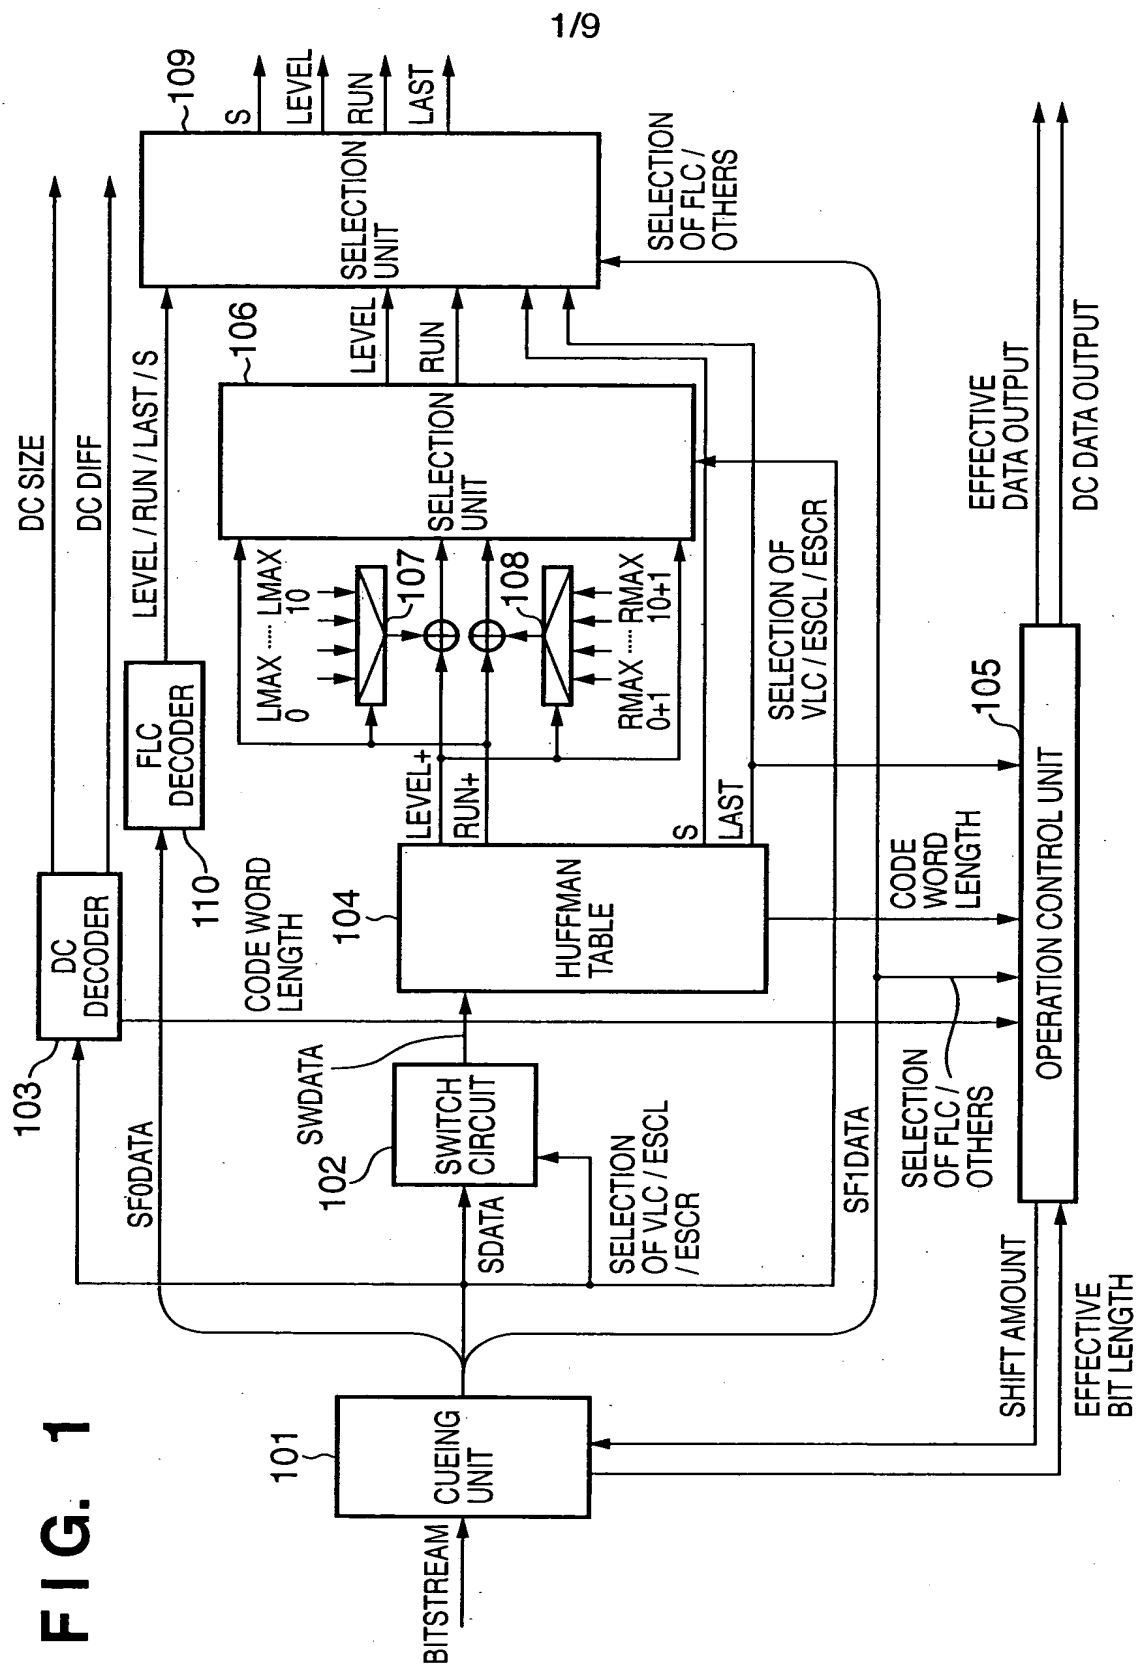 1/9
FIG. 1
BITSTREAM
101
CUEING
UNIT
SHIFT AMOUNT
EFFECTIVE
BIT LENGTH
103
DC
DECODER
DC SIZE
DC DIFF
SF0DATA
110
FLC
DECODER
LEVEL / RUN / LAST / S
CODE WORD
LENGTH
SDATA
102
SWITCH
CIRCUIT
SWDATA
SELECTION
OF VLC / ESCL
/ ESCR
SF1DATA
SELECTION
OF FLC /
OTHERS
104
HUFFMAN
TABLE
LEVEL+
RUN+
S
LAST
CODE
WORD
LENGTH
105
OPERATION CONTROL UNIT
LMAX ····· LMAX
0 10
107
108
RMAX ····· RMAX
0+1 10+1
SELECTION OF
VLC / ESCL / ESCR
106
SELECTION
UNIT
LEVEL
RUN
109
SELECTION
UNIT
S
LEVEL
RUN
LAST
SELECTION
OF FLC /
OTHERS
EFFECTIVE
DATA OUTPUT
DC DATA OUTPUT